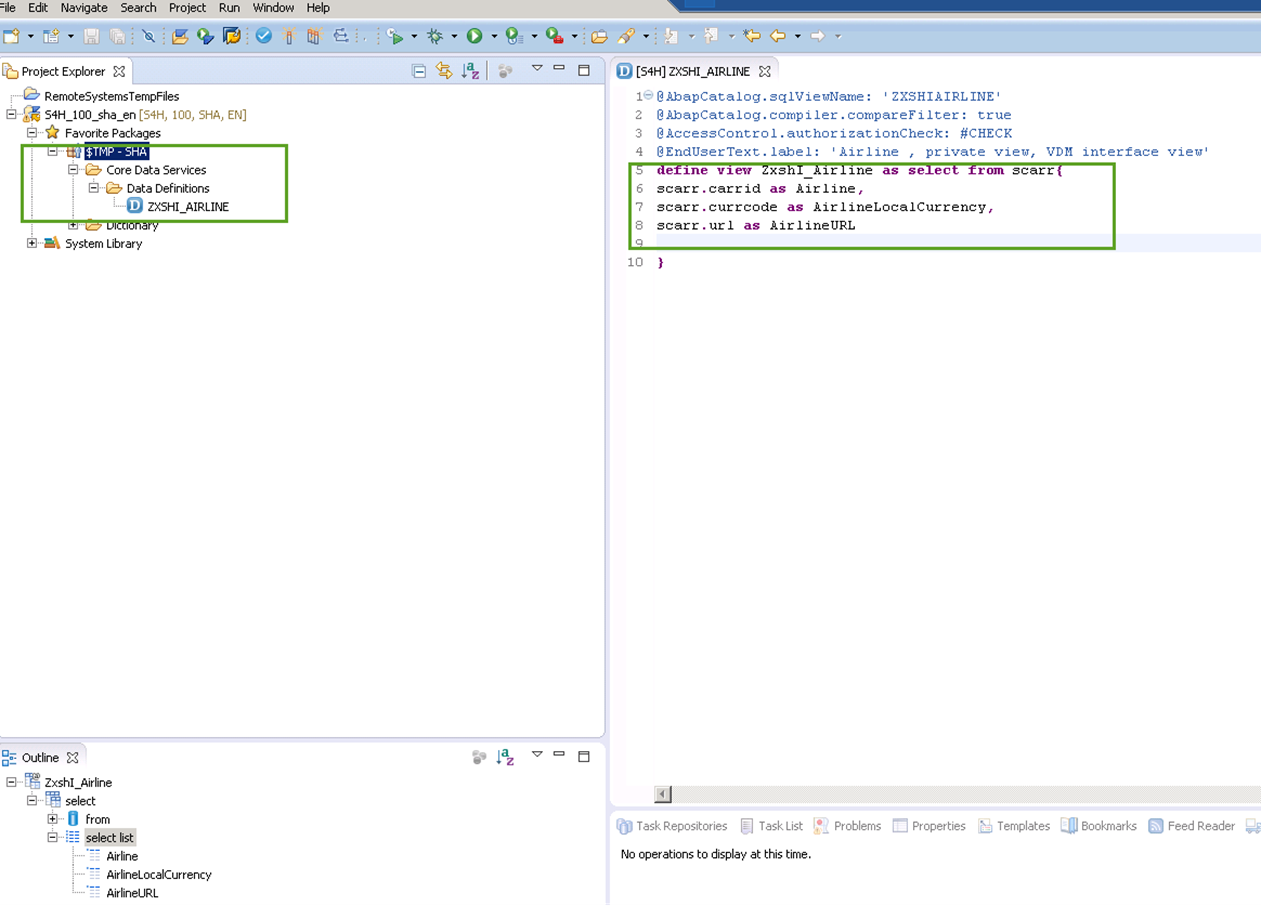 File Edit Navigate Search Project Run Window Help
Project Explorer
RemoteSystemsTempFiles
S4H_100_sha_en [S4H, 100, SHA, EN]
Favorite Packages
$TMP - SHA
Core Data Services
Data Definitions
ZXSHI_AIRLINE
Dictionary
System Library
[S4H] ZXSHI_AIRLINE
1 @AbapCatalog.sqlViewName: 'ZXSHIAIRLINE'
2 @AbapCatalog.compiler.compareFilter: true
3 @AccessControl.authorizationCheck: #CHECK
4 @EndUserText.label: 'Airline , private view, VDM interface view'
5 define view ZxshI_Airline as select from scarr{
6 scarr.carrid as Airline,
7 scarr.currcode as AirlineLocalCurrency,
8 scarr.url as AirlineURL
9
10 }
Outline
ZxshI_Airline
select
from
select list
Airline
AirlineLocalCurrency
AirlineURL
Task Repositories Task List Problems Properties Templates Bookmarks Feed Reader
No operations to display at this time.